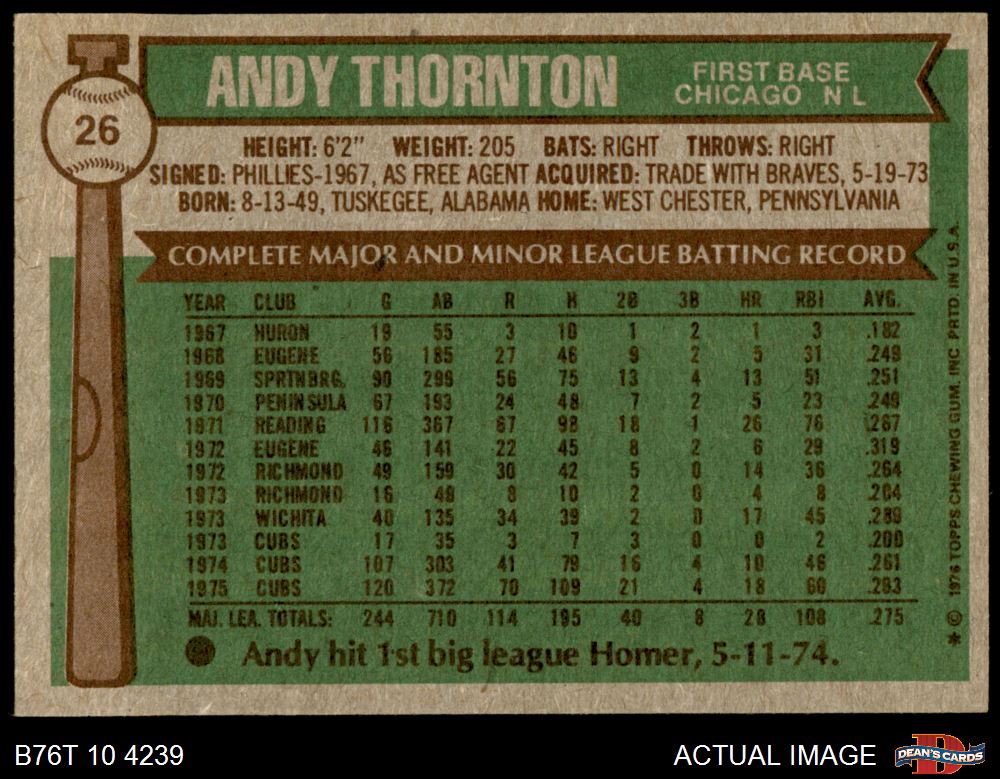 26
ANDY THORNTON
FIRST BASE
CHICAGO N L
HEIGHT: 6'2" WEIGHT: 205 BATS: RIGHT THROWS: RIGHT
SIGNED: PHILLIES-1967, AS FREE AGENT ACQUIRED: TRADE WITH BRAVES, 5-19-73
BORN: 8-13-49, TUSKEGEE, ALABAMA HOME: WEST CHESTER, PENNSYLVANIA
COMPLETE MAJOR AND MINOR LEAGUE BATTING RECORD
YEAR CLUB G AB R H 2B 3B HR RBI AVG.
1967 HURON 19 55 3 10 1 2 1 3 .182
1968 EUGENE 56 185 27 46 9 2 5 31 .249
1969 SPRTNBRG. 90 299 56 75 13 4 13 51 .251
1970 PENINSULA 67 193 24 48 7 2 5 23 .249
1971 READING 116 367 67 98 18 1 26 76 .267
1972 EUGENE 46 141 22 45 8 2 6 29 .319
1972 RICHMOND 49 159 30 42 5 0 14 36 .264
1973 RICHMOND 16 49 8 10 2 0 4 8 .204
1973 WICHITA 40 135 34 39 2 0 17 45 .289
1973 CUBS 17 35 3 7 3 0 0 2 .200
1974 CUBS 107 303 41 79 16 4 10 46 .261
1975 CUBS 120 372 70 109 21 4 18 60 .293
MAJ. LEA. TOTALS: 244 710 114 195 40 8 28 108 .275
Andy hit 1st big league Homer, 5-11-74.
* © 1976 TOPPS CHEWING GUM, INC PRTD. IN U.S.A.
B76T 10 4239
ACTUAL IMAGE
DEAN'S CARDS